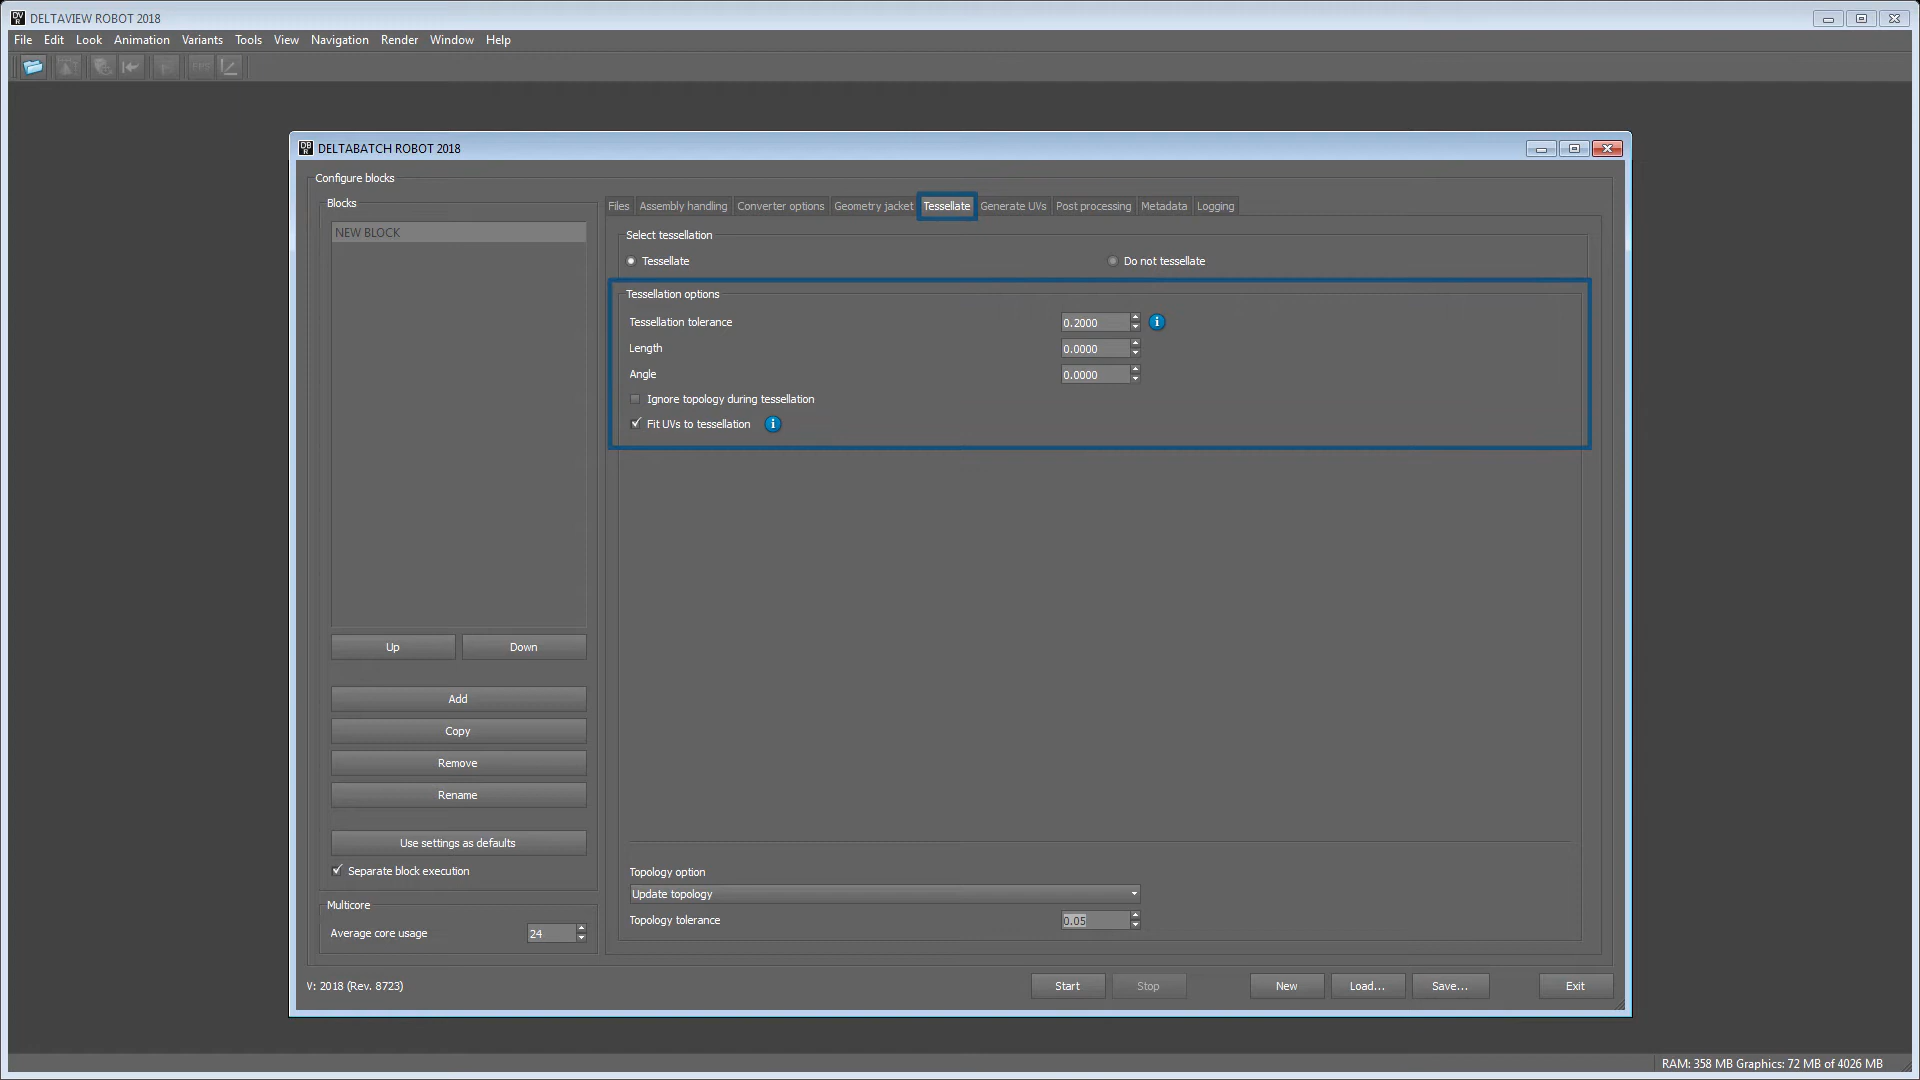 DELTAVIEW ROBOT 2018
File Edit Look Animation Variants Tools View Navigation Render Window Help
DELTABATCH ROBOT 2018
Configure blocks
Blocks
NEW BLOCK
Up Down
Add
Copy
Remove
Rename
Use settings as defaults
Separate block execution
Multicore
Average core usage 24
Files Assembly handling Converter options Geometry jacket Tessellate Generate UVs Post processing Metadata Logging
Select tessellation
Tessellate Do not tessellate
Tessellation options
Tessellation tolerance 0.2000
Length 0.0000
Angle 0.0000
Ignore topology during tessellation
Fit UVs to tessellation
Topology option
Update topology
Topology tolerance 0.05
V: 2018 (Rev. 8723) Start Stop New Load... Save... Exit
RAM: 358 MB Graphics: 72 MB of 4026 MB